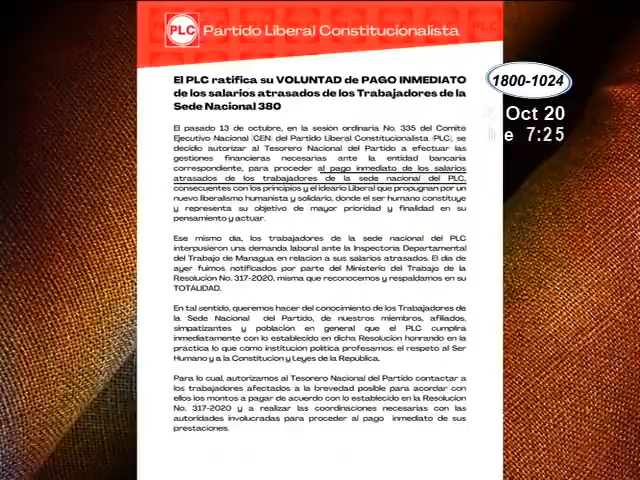 PLC Partido Liberal Constitucionalista
El PLC ratifica su VOLUNTAD de PAGO INMEDIATO
de los salarios atrasados de los Trabajadores de la
Sede Nacional 380
El pasado 13 de octubre, en la sesión ordinaria No. 335 del Comité
Ejecutivo Nacional (CEN) del Partido Liberal Constitucionalista (PLC), se
decidio autorizar al Tesorero Nacional del Partido a efectuar las
gestiones financieras necesarias ante la entidad bancaria
correspondiente, para proceder al pago inmediato de los salarios
atrasados de los trabajadores de la sede nacional del PLC,
consecuentes con los principios y el ideario Liberal que propugnan por un
nuevo liberalismo humanista y solidario, donde el ser humano constituye
y representa su objetivo de mayor prioridad y finalidad en su
pensamiento y actuar.
Ese mismo dia, los trabajadores de la sede nacional del PLC
interpusieron una demanda laboral ante la Inspectoria Departamental
del Trabajo de Managua en relacion a sus salarios atrasados. El dia de
ayer fuimos notificados por parte del Ministerio del Trabajo de la
Resolución No. 317-2020, misma que reconocemos y respaldamos en su
TOTALIDAD.
En tal sentido, queremos hacer del conocimiento de los Trabajadores de
la Sede Nacional del Partido, de nuestros miembros, afiliados,
simpatizantes y poblacion en general que el PLC cumplira
inmediatamente con lo establecido en dicha Resolución honrando en la
práctica lo que como institución politica profesamos: el respeto al Ser
Humano y a la Constitucion y Leyes de la Republica.
Para lo cual, autorizamos al Tesorero Nacional del Partido contactar a
los trabajadores afectados a la brevedad posible para acordar con
ellos los montos a pagar de acuerdo con lo establecido en la Resolucion
No. 317-2020 y a realizar las coordinaciones necesarias con las
autoridades involucradas para proceder al pago inmediato de sus
prestaciones.
1800-1024
Oct 20
7:25